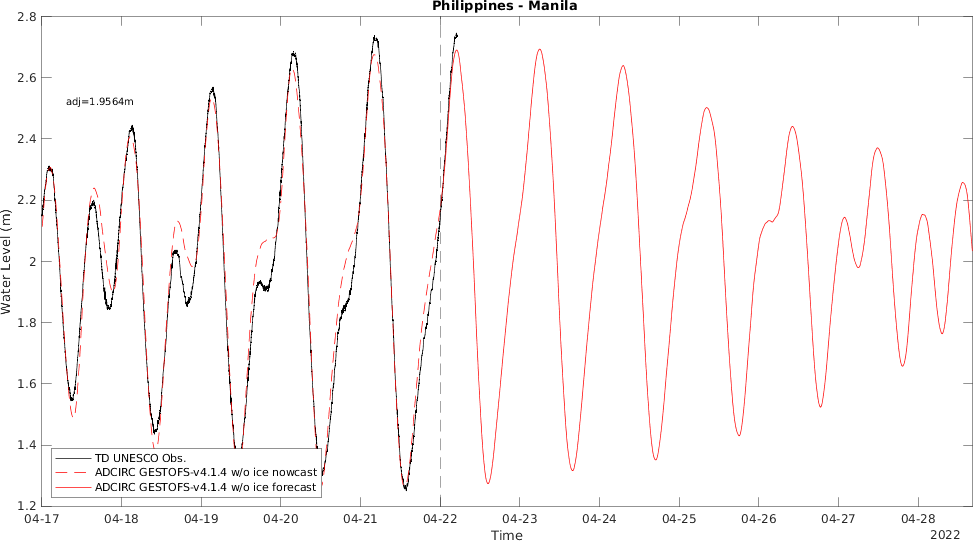 Philippines - Manila
2.8
2.6
2.4
2.2
2
1.8
1.6
1.4
1.2
Water Level (m)
adj=1.9564m
TD UNESCO Obs.
ADCIRC GESTOFS-v4.1.4 w/o ice nowcast
ADCIRC GESTOFS-v4.1.4 w/o ice forecast
04-17 04-18 04-19 04-20 04-21 04-22 04-23 04-24 04-25 04-26 04-27 04-28
Time
2022